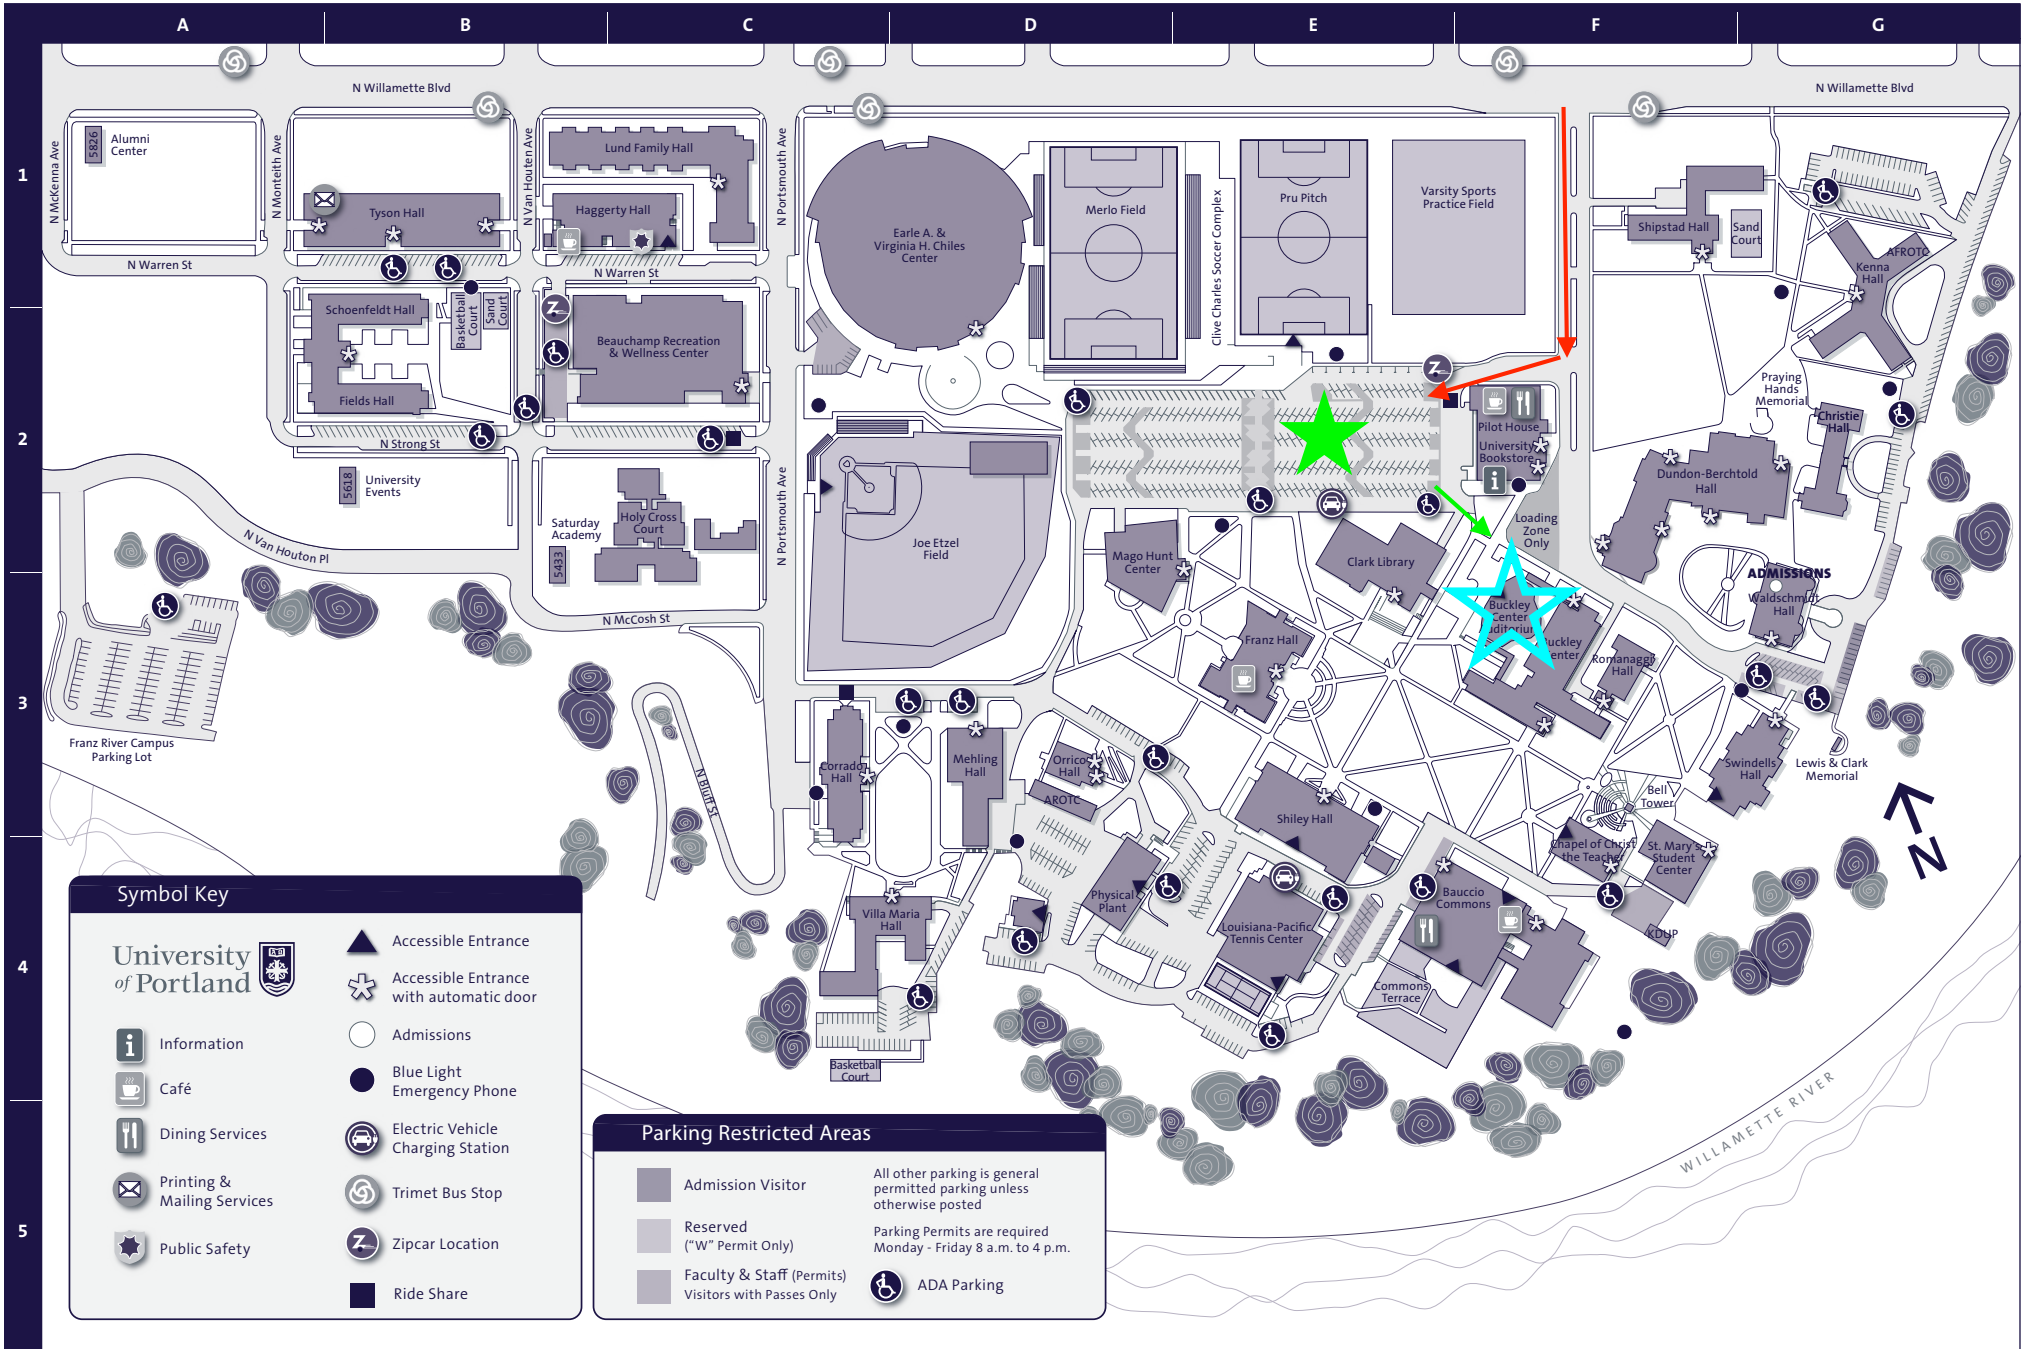 A
B
C
D
E
F
G
1
2
3
4
5
N Willamette Blvd
N Willamette Blvd
N McKenna Ave
N Monteith Ave
N Van Houten Ave
N Portsmouth Ave
5826
Alumni
Center
Tyson Hall
Lund Family Hall
Haggerty Hall
N Warren St
N Warren St
Earle A. &
Virginia H. Chiles
Center
Merlo Field
Clive Charles Soccer Complex
Pru Pitch
Varsity Sports
Practice Field
Shipstad Hall
Sand
Court
AFROTC
Kenna
Hall
Schoenfeldt Hall
Basketball
Court
Sand
Court
Beauchamp Recreation
& Wellness Center
Fields Hall
N Strong St
Praying
Hands
Memorial
Christie
Hall
Pilot House
University
Bookstore
Dundon-Berchtold
Hall
5618
University
Events
Holy Cross
Court
Saturday
Academy
5433
N Portsmouth Ave
Joe Etzel
Field
Loading
Zone
Only
Mago Hunt
Center
Clark Library
N Van Houton Pl
ADMISSIONS
Waldschmidt
Hall
Buckley
Center
Auditorium
Buckley
Center
Romanaggi
Hall
Franz Hall
N McCosh St
Franz River Campus
Parking Lot
N Bluff St
Corrado
Hall
Mehling
Hall
Orrico
Hall
AROTC
Swindells
Hall
Lewis & Clark
Memorial
Bell
Tower
Shiley Hall
Chapel of Christ
the Teacher
St. Mary's
Student
Center
Physical
Plant
Bauccio
Commons
Villa Maria
Hall
Louisiana-Pacific
Tennis Center
KDUP
Commons
Terrace
Basketball
Court
N
WILLAMETTE RIVER
Symbol Key
University
of Portland
Information
Café
Dining Services
Printing &
Mailing Services
Public Safety
Accessible Entrance
Accessible Entrance
with automatic door
Admissions
Blue Light
Emergency Phone
Electric Vehicle
Charging Station
Trimet Bus Stop
Zipcar Location
Ride Share
Parking Restricted Areas
Admission Visitor
Reserved
("W" Permit Only)
Faculty & Staff (Permits)
Visitors with Passes Only
All other parking is general
permitted parking unless
otherwise posted
Parking Permits are required
Monday - Friday 8 a.m. to 4 p.m.
ADA Parking